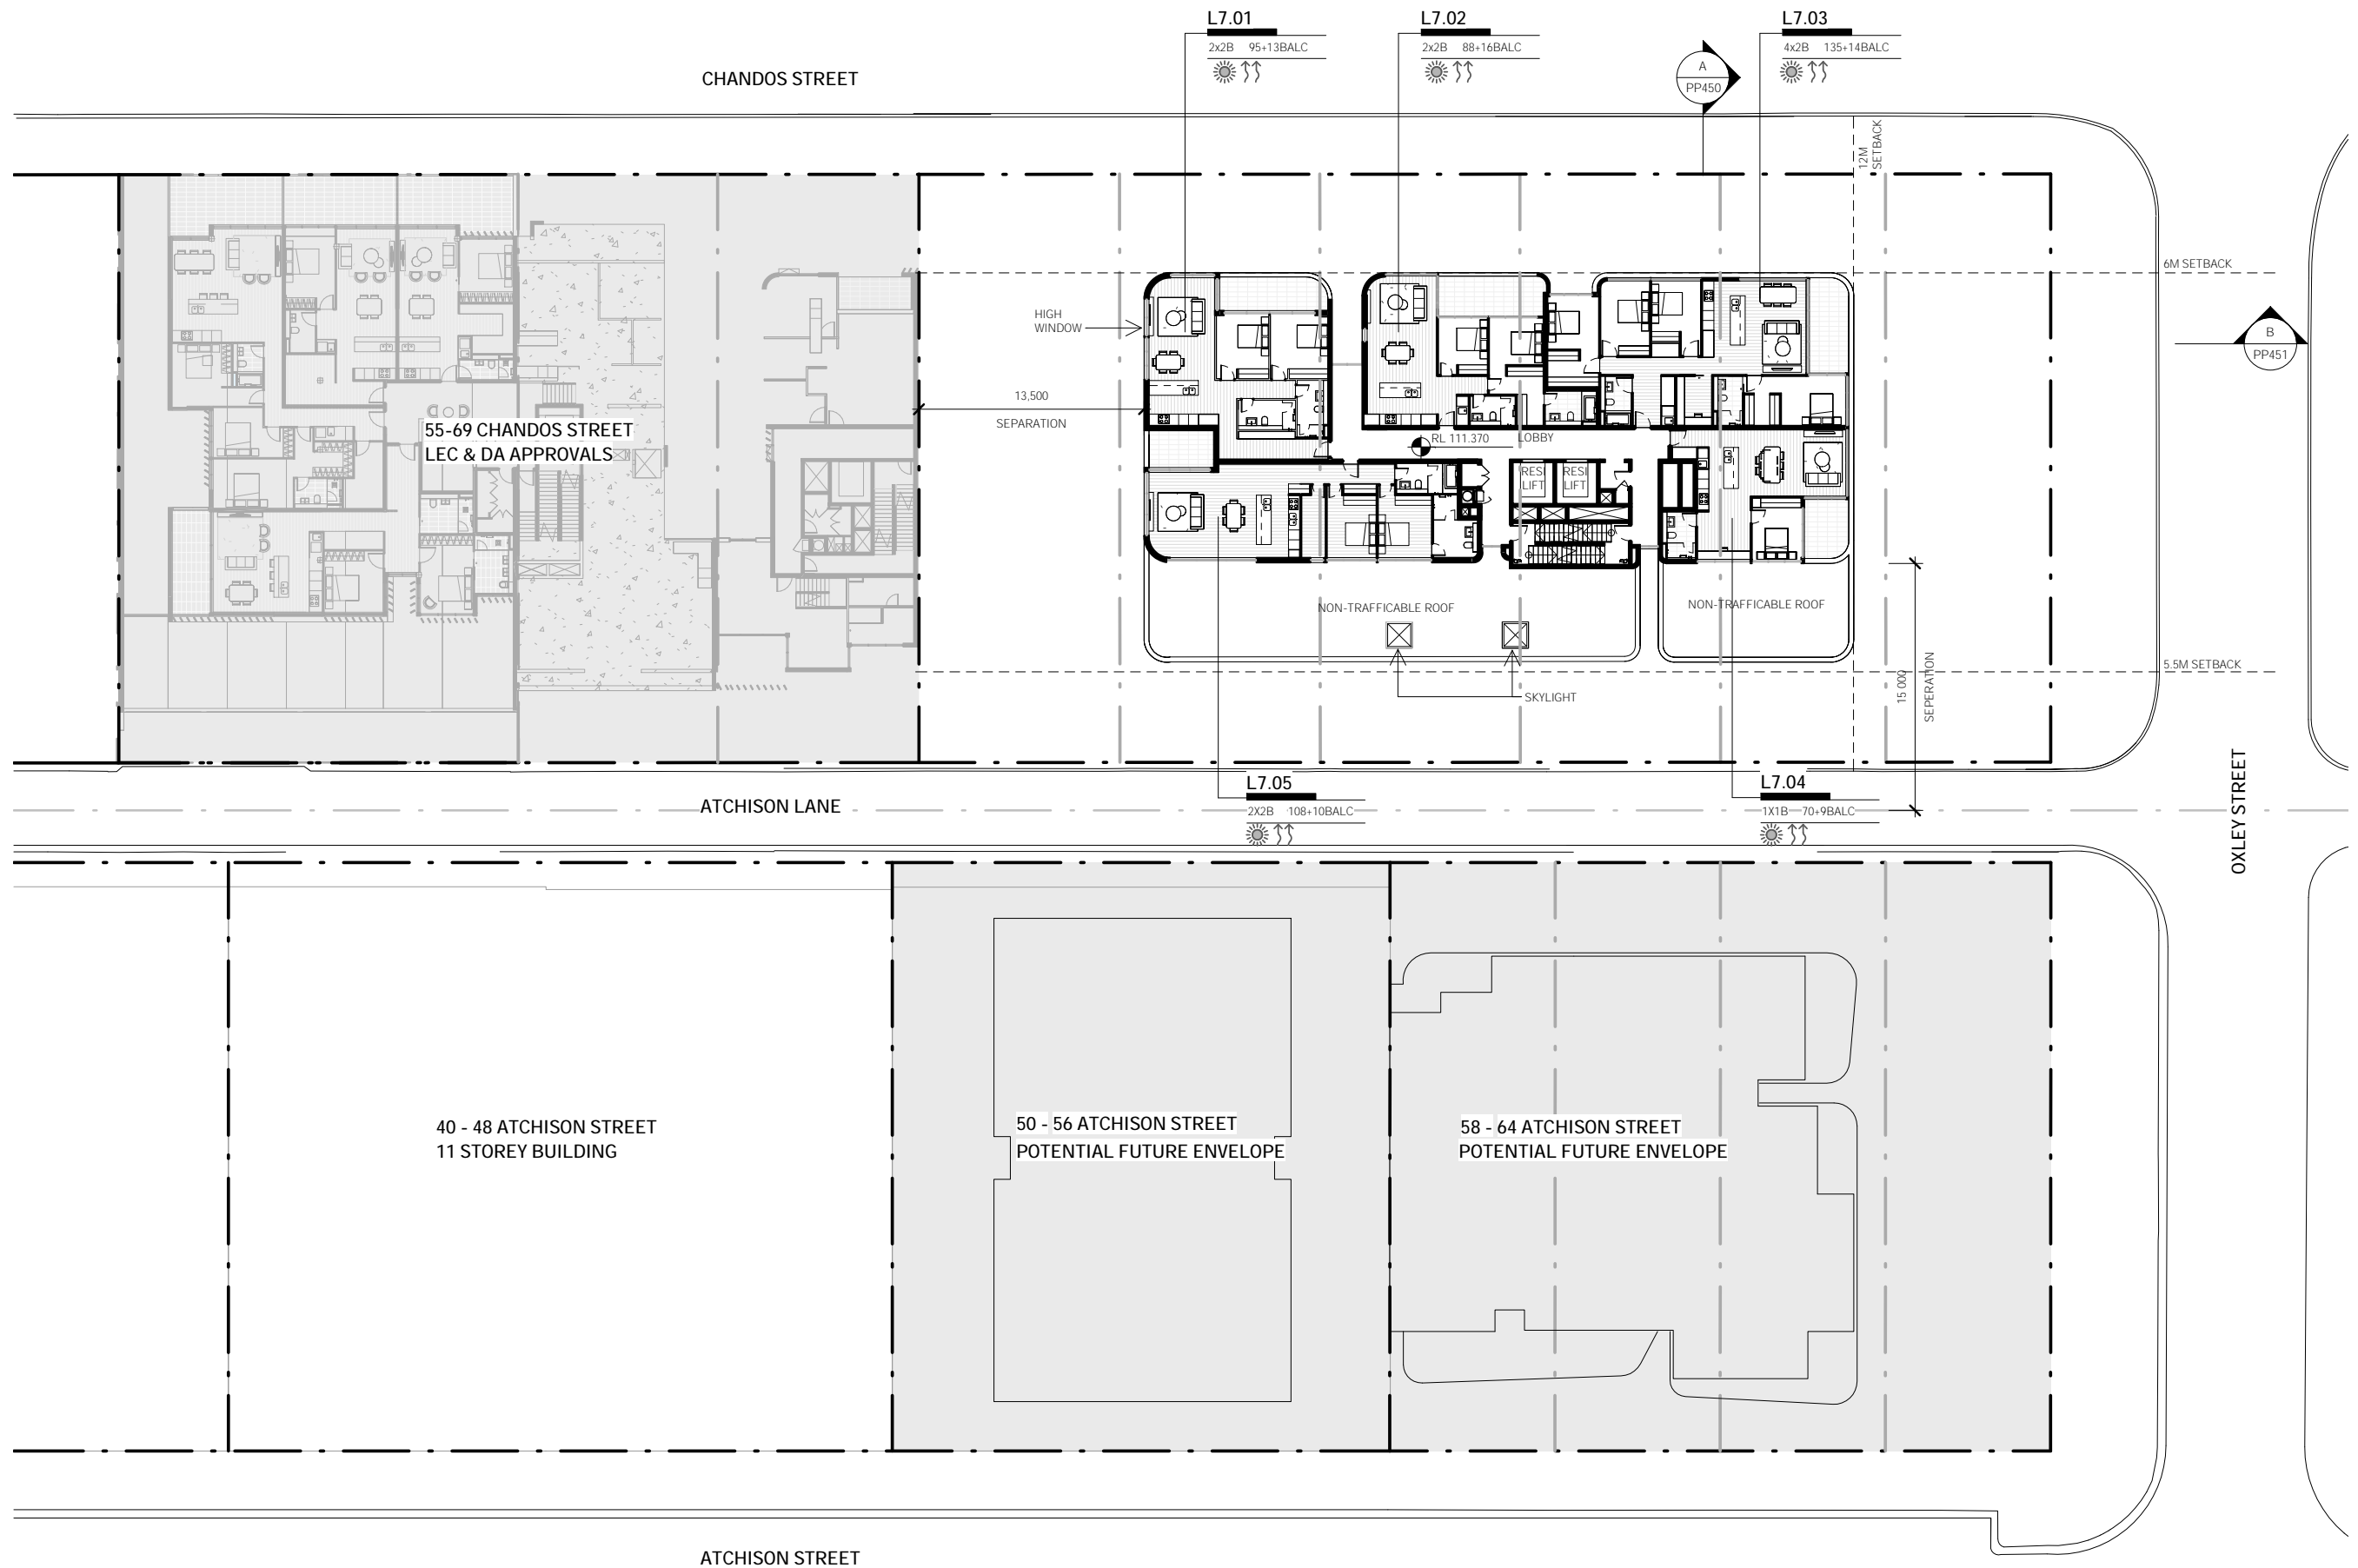 L7.01
2x2B 95+13BALC
L7.02
2x2B 88+16BALC
L7.03
4x2B 135+14BALC
CHANDOS STREET
A
PP450
12M
SETBACK
6M SETBACK
HIGH
WINDOW
B
PP451
13,500
SEPARATION
55-69 CHANDOS STREET
LEC & DA APPROVALS
RL 111.370
LOBBY
RESI
LIFT
RESI
LIFT
NON-TRAFFICABLE ROOF
NON-TRAFFICABLE ROOF
5.5M SETBACK
SKYLIGHT
15 000
SEPERATION
L7.05
2X2B 108+10BALC
L7.04
1X1B 70+9BALC
ATCHISON LANE
OXLEY STREET
40 - 48 ATCHISON STREET
11 STOREY BUILDING
50 - 56 ATCHISON STREET
POTENTIAL FUTURE ENVELOPE
58 - 64 ATCHISON STREET
POTENTIAL FUTURE ENVELOPE
ATCHISON STREET